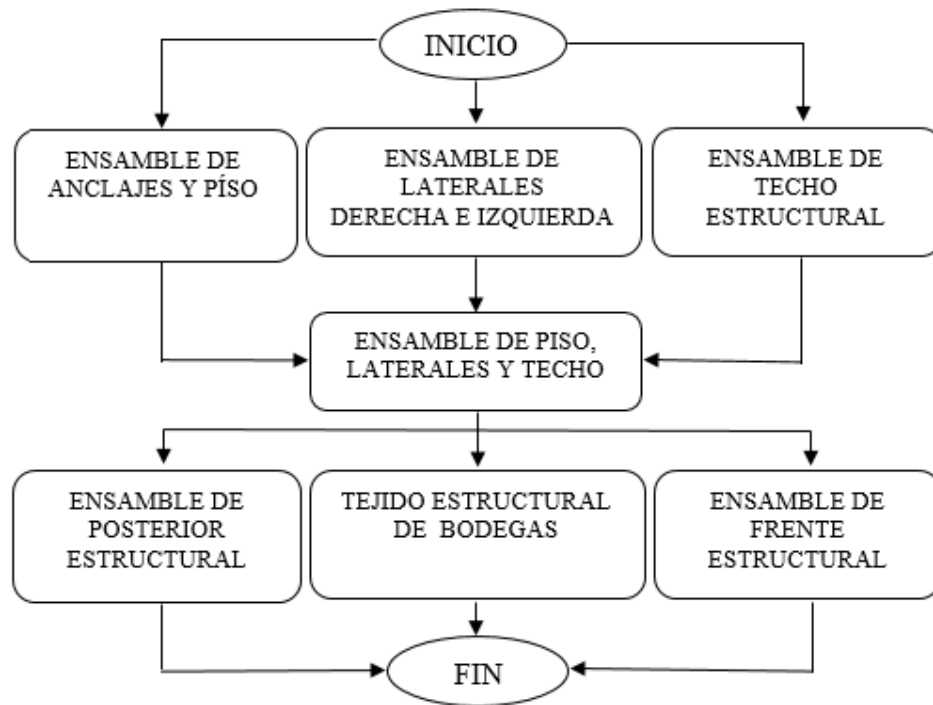 INICIO
ENSAMBLE DE
ANCLAJES Y PÍSO
ENSAMBLE DE
LATERALES
DERECHA E IZQUIERDA
ENSAMBLE DE
TECHO
ESTRUCTURAL
ENSAMBLE DE PISO,
LATERALES Y TECHO
ENSAMBLE DE
POSTERIOR
ESTRUCTURAL
TEJIDO ESTRUCTURAL
DE BODEGAS
ENSAMBLE DE
FRENTE
ESTRUCTURAL
FIN